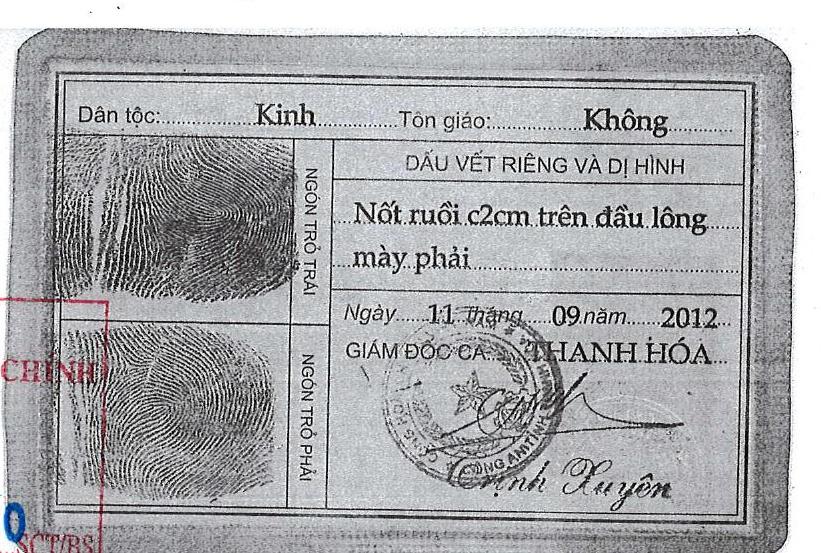 Dân tộc: Kinh Tôn giáo: Không
NGÓN TRỎ TRÁI
NGÓN TRỎ PHẢI
DẤU VẾT RIÊNG VÀ DỊ HÌNH
Nốt ruồi c2cm trên đầu lông
mày phải
Ngày 11 tháng 09 năm 2012
GIÁM ĐỐC CA. THANH HÓA
CÔNG AN TỈNH
Trịnh Xuyên
CHÍNH
0
SCT/BS